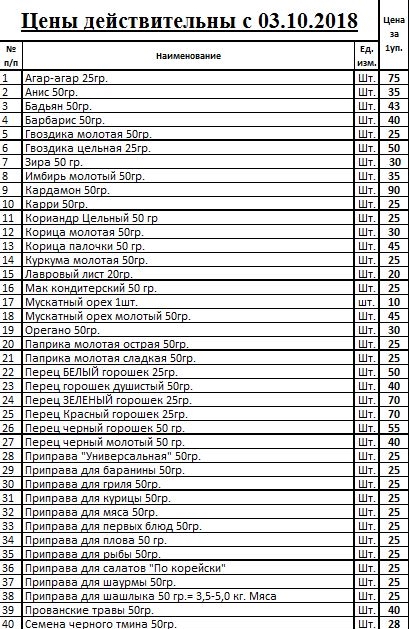 Цены действительны с 03.10.2018
Цена за 1уп.
№ п/п Наименование Ед. изм.
1 Агар-агар 25гр. Шт. 75
2 Анис 50гр. Шт. 35
3 Бадьян 50гр. Шт. 43
4 Барбарис 50гр. Шт. 40
5 Гвоздика молотая 50гр. Шт. 25
6 Гвоздика цельная 25гр. Шт. 50
7 Зира 50 гр. Шт. 30
8 Имбирь молотый 50гр. Шт. 35
9 Кардамон 50гр. Шт. 90
10 Карри 50гр. Шт. 25
11 Кориандр Цельный 50 гр Шт. 25
12 Корица молотая 50гр. Шт. 30
13 Корица палочки 50 гр. Шт. 45
14 Куркума молотая 50гр. Шт. 25
15 Лавровый лист 20гр. Шт. 20
16 Мак кондитерский 50 гр. Шт. 25
17 Мускатный орех 1шт. шт. 10
18 Мускатный орех молотый 50гр. Шт. 45
19 Орегано 50гр. Шт. 30
20 Паприка молотая острая 50гр. Шт. 25
21 Паприка молотая сладкая 50гр. Шт. 25
22 Перец БЕЛЫЙ горошек 25гр. Шт. 50
23 Перец горошек душистый 50гр. Шт. 40
24 Перец ЗЕЛЕНЫЙ горошек 25гр. Шт. 70
25 Перец Красный горошек 25гр. Шт. 70
26 Перец черный горошек 50 гр. Шт. 55
27 Перец черный молотый 50 гр. Шт. 40
28 Приправа "Универсальная" 50гр. Шт. 25
29 Приправа для баранины 50гр. Шт. 25
30 Приправа для гриля 50гр. Шт. 25
31 Приправа для курицы 50гр. Шт. 25
32 Приправа для мяса 50гр. Шт. 25
33 Приправа для первых блюд 50гр. Шт. 25
34 Приправа для плова 50 гр. Шт. 25
35 Приправа для рыбы 50гр. Шт. 25
36 Приправа для салатов "По корейски" Шт. 25
37 Приправа для шаурмы 50гр. Шт. 25
38 Приправа для шашлыка 50 гр.= 3,5-5,0 кг. Мяса Шт. 25
39 Прованские травы 50гр. Шт. 40
40 Семена черного тмина 50гр. Шт. 28